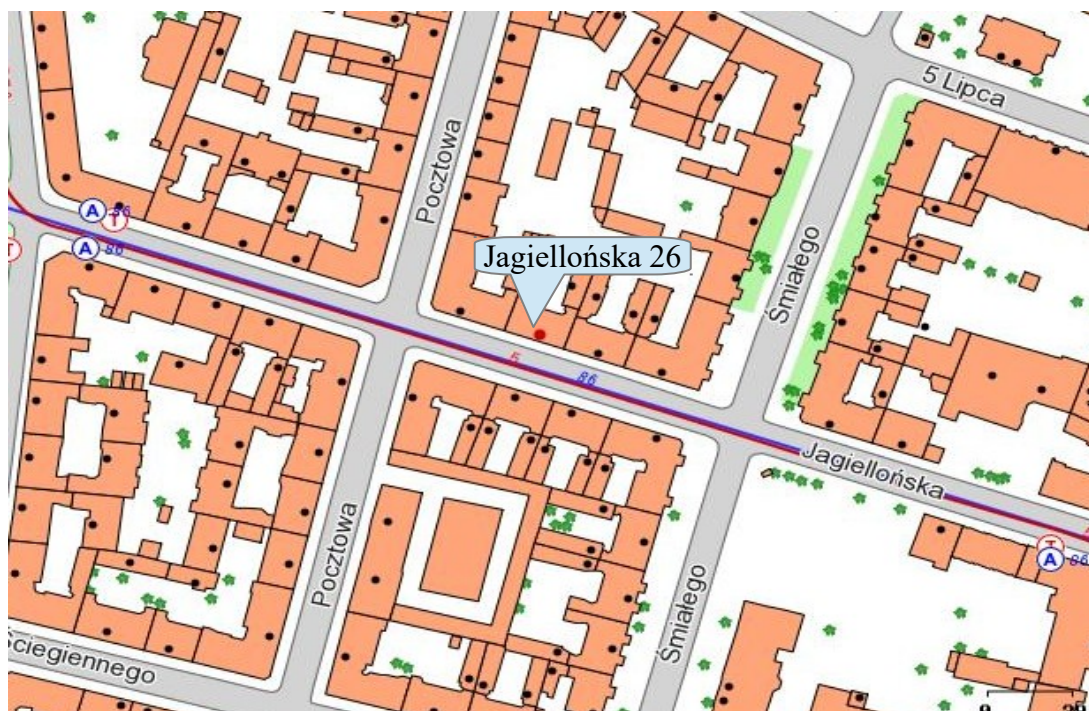 5 Lipca
Pocztowa
Śmiałego
A 86
T
A 86
T
Jagiellońska 26
5
86
Jagiellońska
Pocztowa
Śmiałego
T
A 86
Ściegiennego